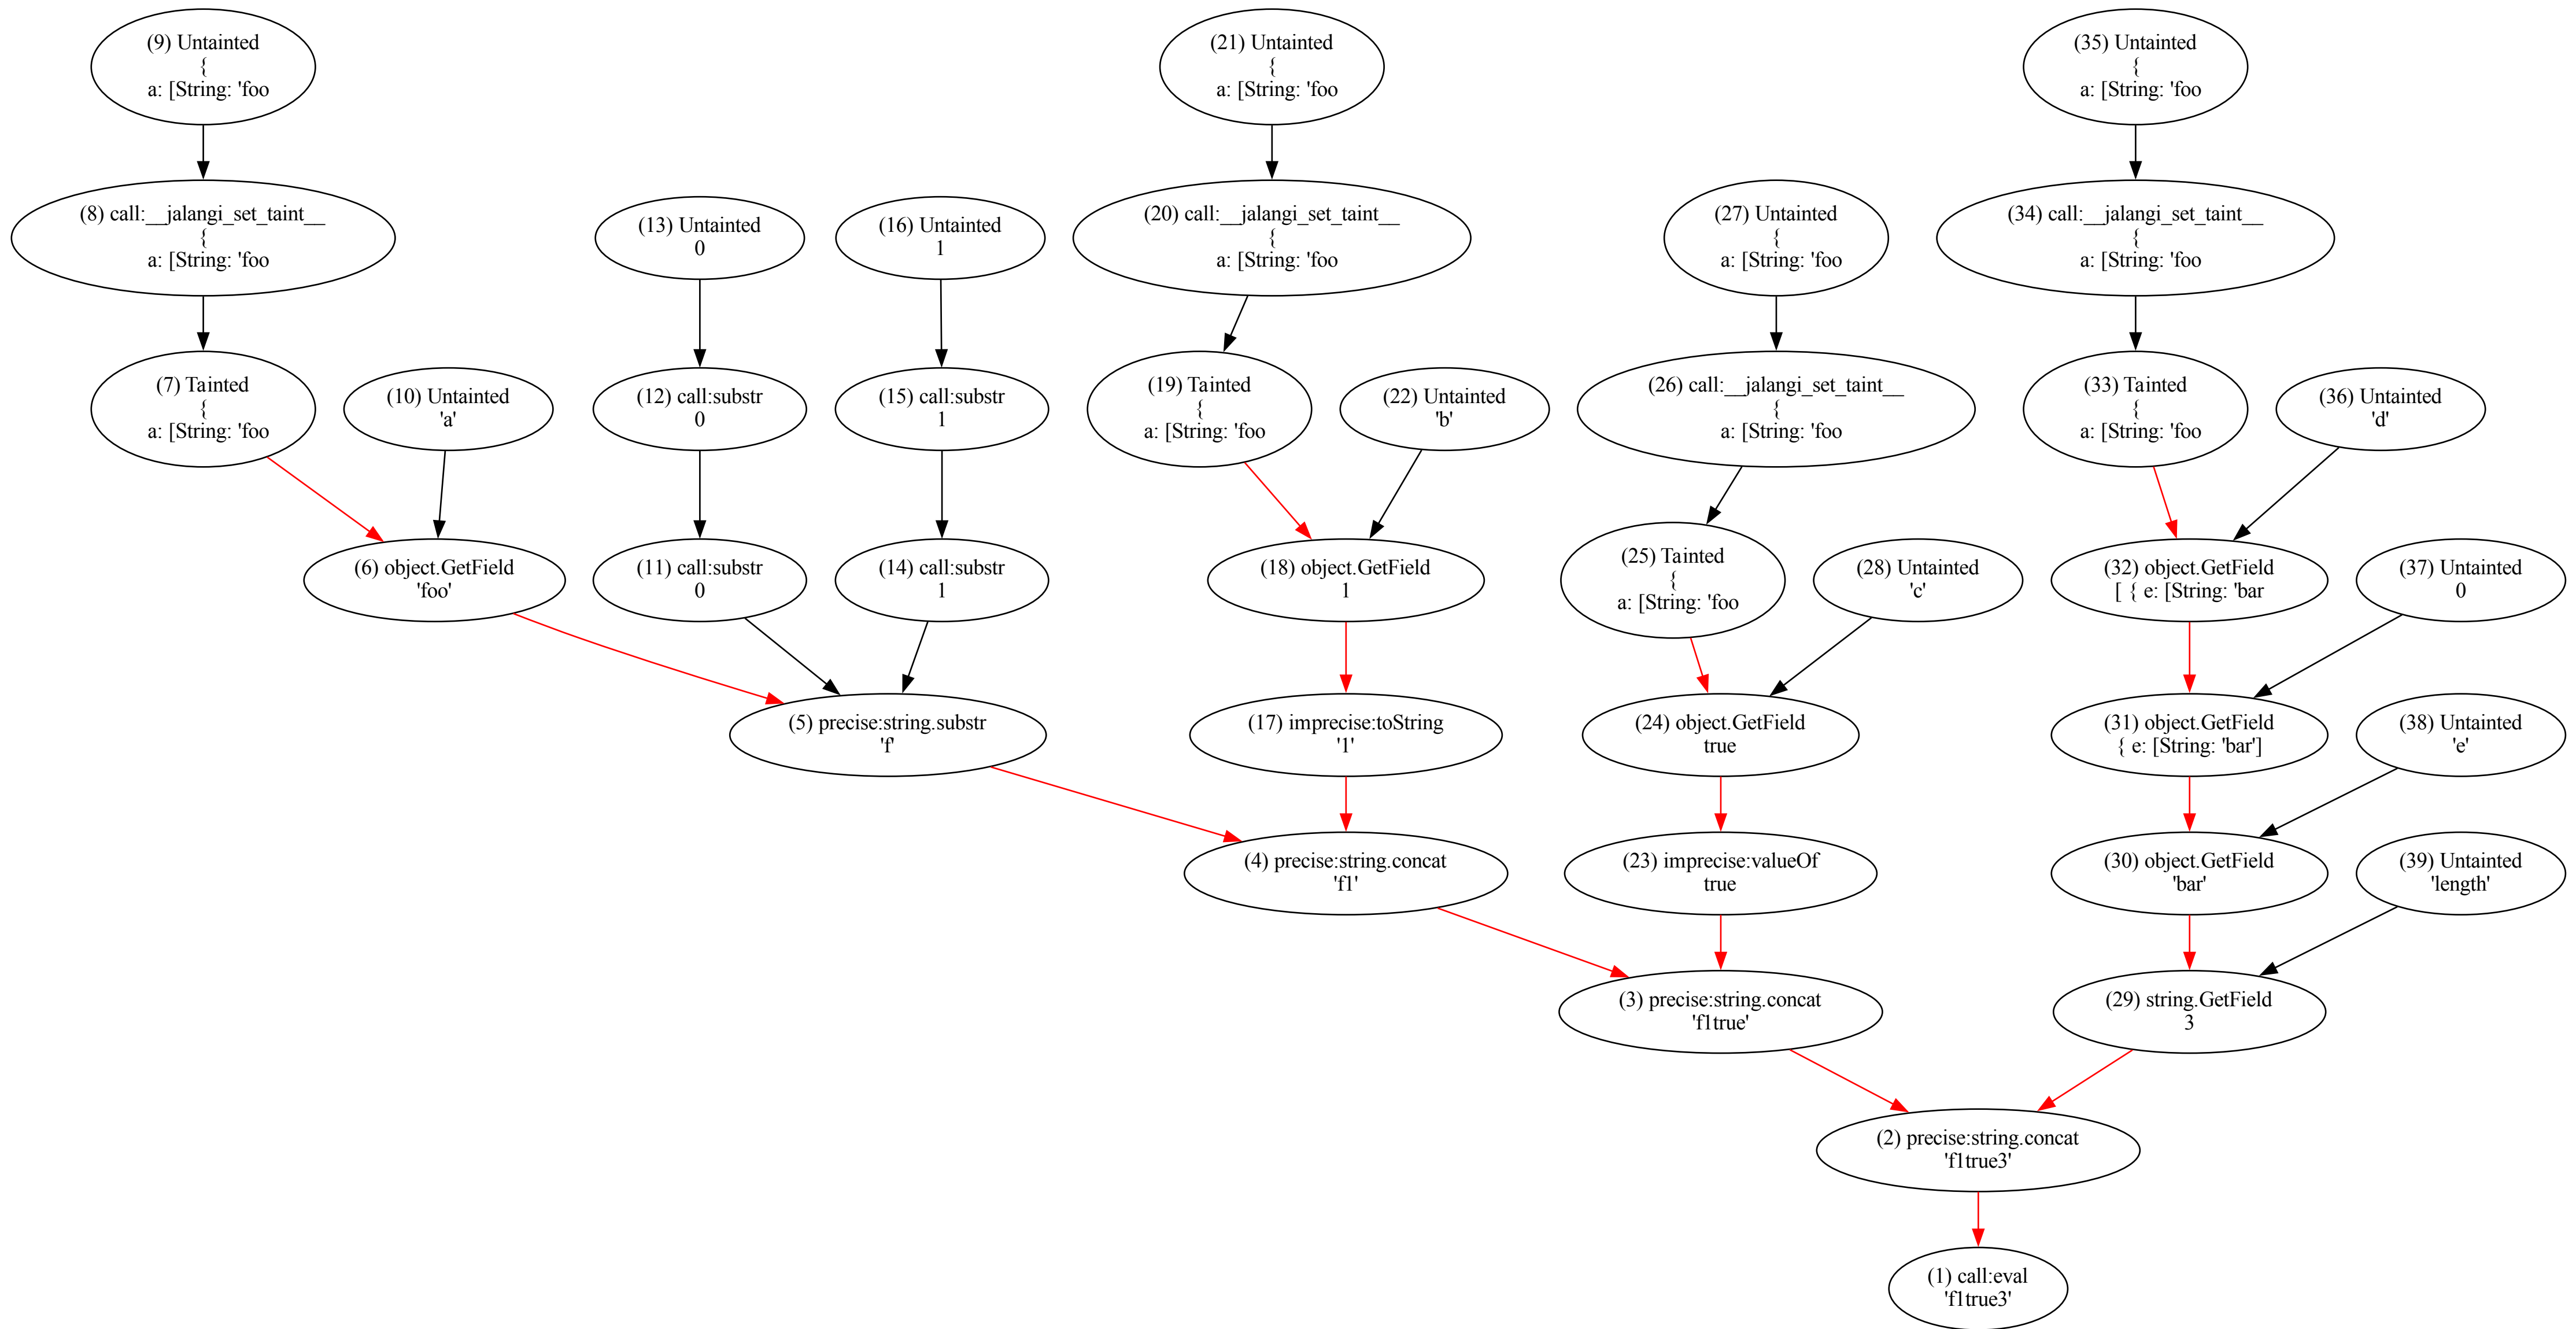 (9) Untainted
{
a: [String: 'foo
(21) Untainted
{
a: [String: 'foo
(35) Untainted
{
a: [String: 'foo
(8) call:__jalangi_set_taint__
{
a: [String: 'foo
(13) Untainted
0
(16) Untainted
1
(20) call:__jalangi_set_taint__
{
a: [String: 'foo
(27) Untainted
{
a: [String: 'foo
(34) call:__jalangi_set_taint__
{
a: [String: 'foo
(7) Tainted
{
a: [String: 'foo
(10) Untainted
'a'
(12) call:substr
0
(15) call:substr
1
(19) Tainted
{
a: [String: 'foo
(22) Untainted
'b'
(26) call:__jalangi_set_taint__
{
a: [String: 'foo
(33) Tainted
{
a: [String: 'foo
(36) Untainted
'd'
(6) object.GetField
'foo'
(11) call:substr
0
(14) call:substr
1
(18) object.GetField
1
(25) Tainted
{
a: [String: 'foo
(28) Untainted
'c'
(32) object.GetField
[ { e: [String: 'bar
(37) Untainted
0
(5) precise:string.substr
'f'
(17) imprecise:toString
'1'
(24) object.GetField
true
(31) object.GetField
{ e: [String: 'bar']
(38) Untainted
'e'
(4) precise:string.concat
'f1'
(23) imprecise:valueOf
true
(30) object.GetField
'bar'
(39) Untainted
'length'
(3) precise:string.concat
'f1true'
(29) string.GetField
3
(2) precise:string.concat
'f1true3'
(1) call:eval
'f1true3'